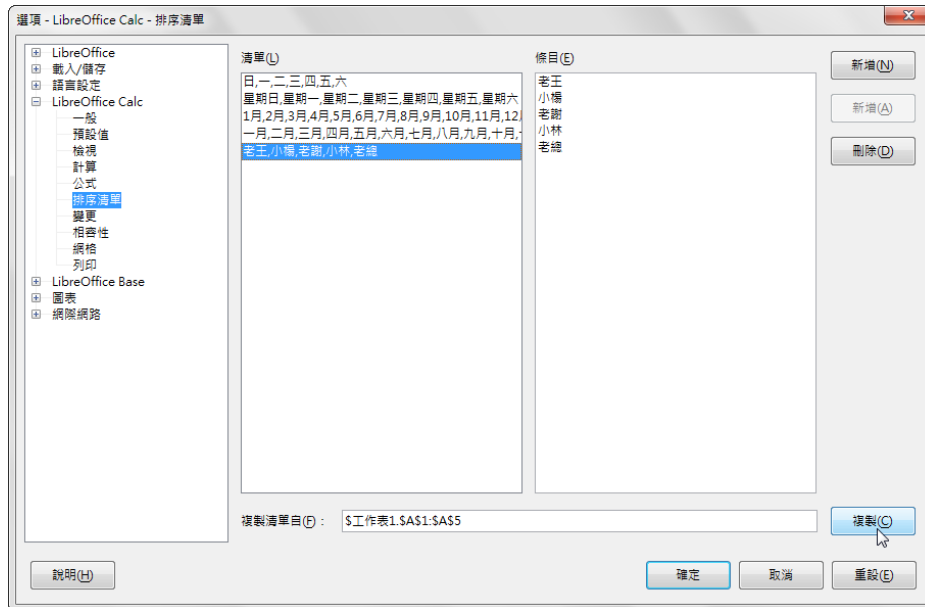 選項 - LibreOffice Calc - 排序清單
LibreOffice
載入/儲存
語言設定
LibreOffice Calc
一般
預設值
檢視
計算
公式
排序清單
變更
相容性
網格
列印
LibreOffice Base
圖表
網際網路
清單(L)
日,一,二,三,四,五,六
星期日,星期一,星期二,星期三,星期四,星期五,星期六
1月,2月,3月,4月,5月,6月,7月,8月,9月,10月,11月,12
一月,二月,三月,四月,五月,六月,七月,八月,九月,十月,
老王,小楊,老謝,小林,老總
條目(E)
老王
小楊
老謝
小林
老總
新增(N)
新增(A)
刪除(D)
複製清單自(F)： $工作表1.$A$1:$A$5 複製(C)
說明(H) 確定 取消 重設(E)